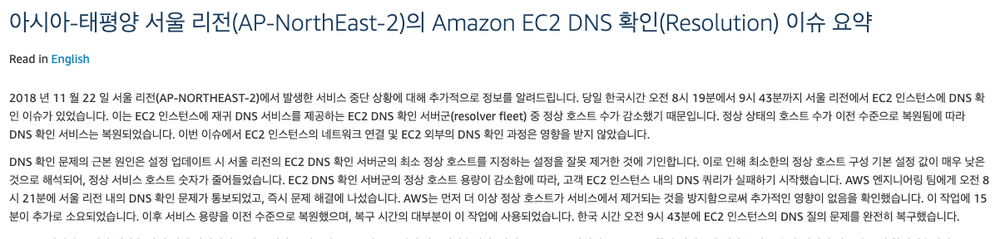 아시아-태평양 서울 리전(AP-NorthEast-2)의 Amazon EC2 DNS 확인(Resolution) 이슈 요약
Read in English
2018 년 11 월 22 일 서울 리전(AP-NORTHEAST-2)에서 발생한 서비스 중단 상황에 대해 추가적으로 정보를 알려드립니다. 당일 한국시간 오전 8시 19분에서 9시 43분까지 서울 리전에서 EC2 인스턴스에 DNS 확
인 이슈가 있었습니다. 이는 EC2 인스턴스에 재귀 DNS 서비스를 제공하는 EC2 DNS 확인 서버군(resolver fleet) 중 정상 호스트 수가 감소했기 때문입니다. 정상 상태의 호스트 수가 이전 수준으로 복원됨에 따라
DNS 확인 서비스는 복원되었습니다. 이번 이슈에서 EC2 인스턴스의 네트워크 연결 및 EC2 외부의 DNS 확인 과정은 영향을 받지 않았습니다.
DNS 확인 문제의 근본 원인은 설정 업데이트 시 서울 리전의 EC2 DNS 확인 서버군의 최소 정상 호스트를 지정하는 설정을 잘못 제거한 것에 기인합니다. 이로 인해 최소한의 정상 호스트 구성 기본 설정 값이 매우 낮은
것으로 해석되어, 정상 서비스 호스트 숫자가 줄어들었습니다. EC2 DNS 확인 서버군의 정상 호스트 용량이 감소함에 따라, 고객 EC2 인스턴스 내의 DNS 쿼리가 실패하기 시작했습니다. AWS 엔지니어링 팀에게 오전 8
시 21분에 서울 리전 내의 DNS 확인 문제가 통보되었고, 즉시 문제 해결에 나섰습니다. AWS는 먼저 더 이상 정상 호스트가 서비스에서 제거되는 것을 방지함으로써 추가적인 영향이 없음을 확인했습니다. 이 작업에 15
분이 추가로 소요되었습니다. 이후 서비스 용량을 이전 수준으로 복원했으며, 복구 시간의 대부분이 이 작업에 사용되었습니다. 한국 시간 오전 9시 43분에 EC2 인스턴스의 DNS 질의 문제를 완전히 복구했습니다.